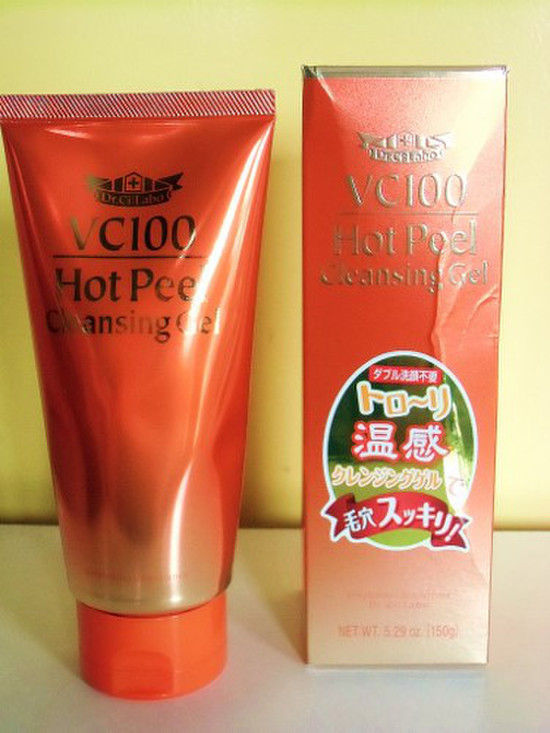 Dr.Ci:Labo
VC100
Hot Peel
Cleansing Gel
Dr.Ci:Labo
VC100
Hot Peel
Cleansing Gel
ダブル洗顔不要
トロ〜リ
温感
クレンジングゲルで
毛穴スッキリ!
NET WT. 5.29 oz. (150g)